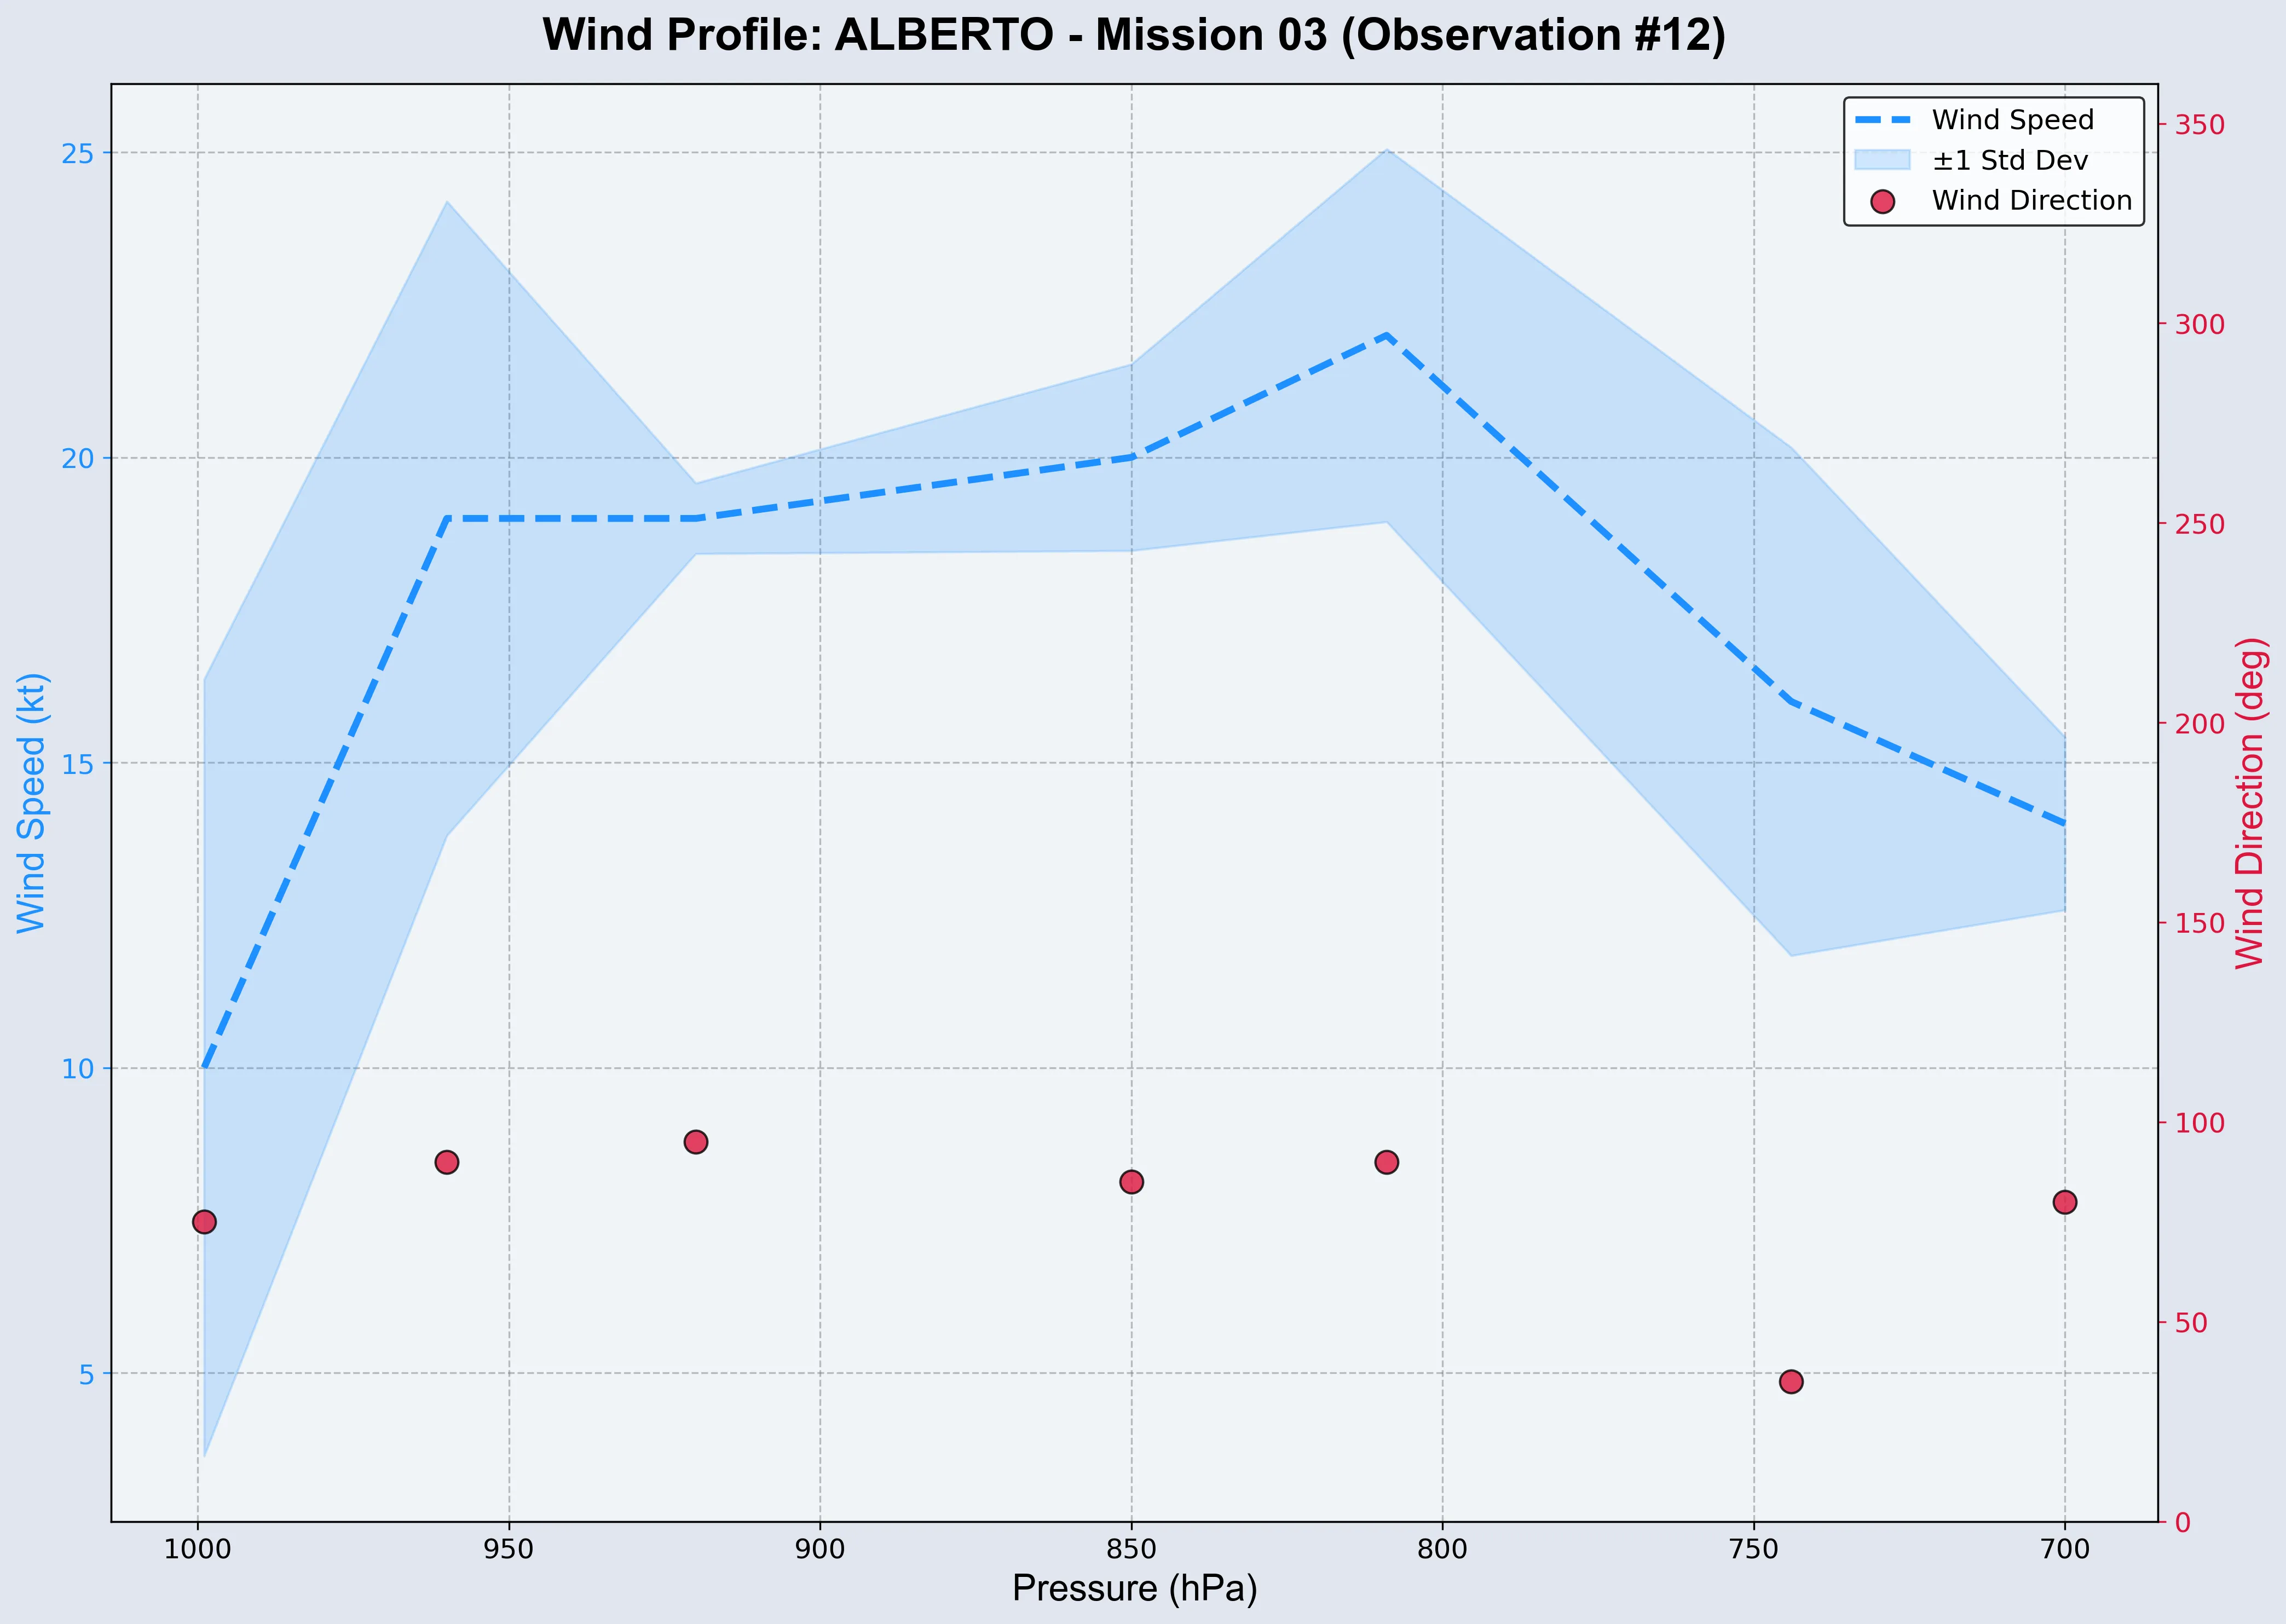 Wind Profile: ALBERTO - Mission 03 (Observation #12)
Wind Speed
±1 Std Dev
Wind Direction
25
20
15
10
5
Wind Speed (kt)
350
300
250
200
150
100
50
0
Wind Direction (deg)
1000 950 900 850 800 750 700
Pressure (hPa)